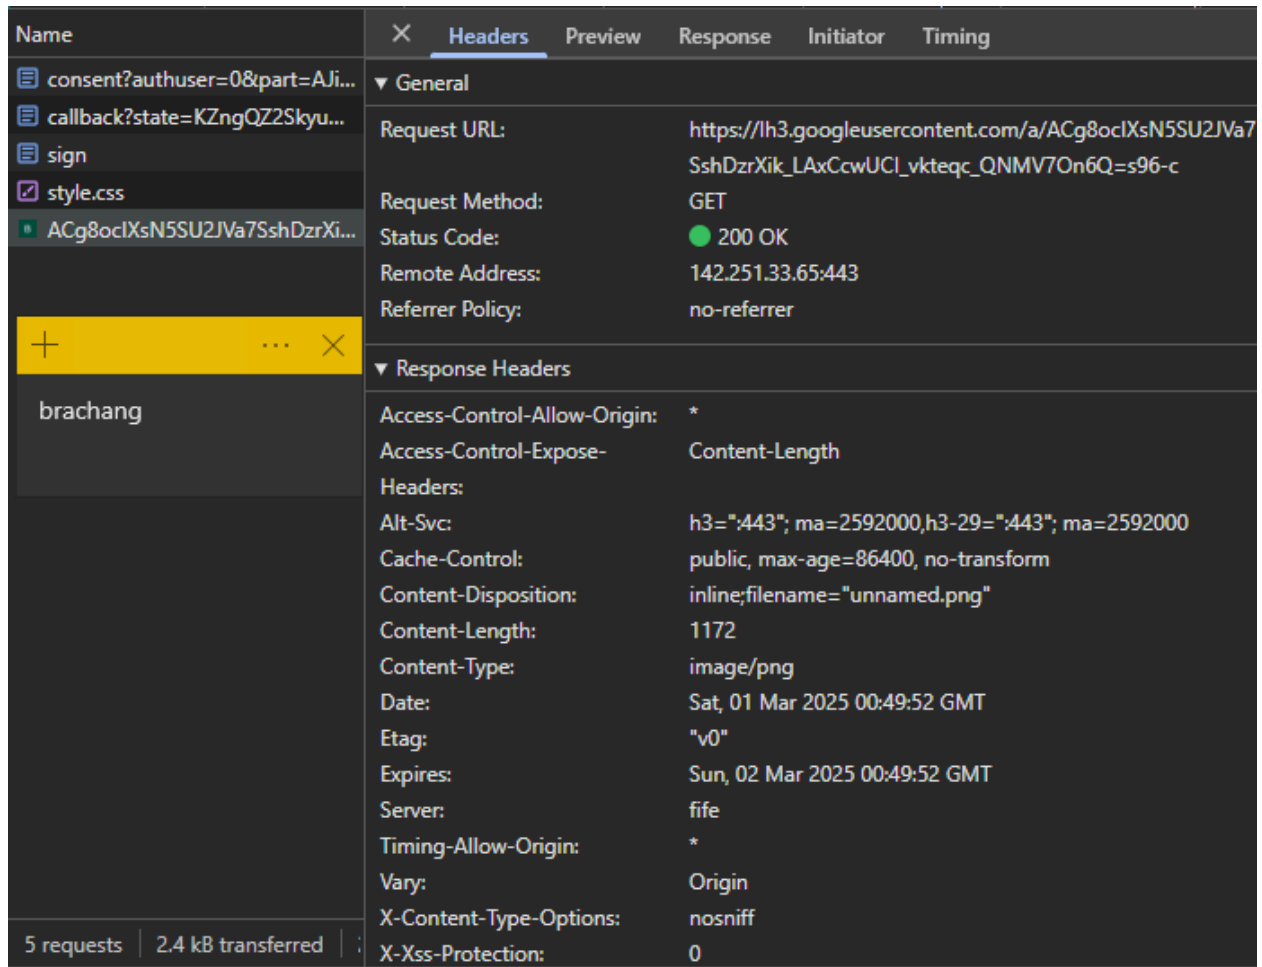 Name
consent?authuser=0&part=AJi...
callback?state=KZngQZ2Skyu...
sign
style.css
ACg8ocIXsN5SU2JVa7SshDzrXi...
brachang
5 requests
2.4 kB transferred
Headers
Preview
Response
Initiator
Timing
General
Request URL: https://lh3.googleusercontent.com/a/ACg8ocIXsN5SU2JVa7
SshDzrXik_LAxCcwUCl_vkteqc_QNMV7On6Q=s96-c
Request Method: GET
Status Code: 200 OK
Remote Address: 142.251.33.65:443
Referrer Policy: no-referrer
Response Headers
Access-Control-Allow-Origin: *
Access-Control-Expose- Content-Length
Headers:
Alt-Svc: h3=":443"; ma=2592000,h3-29=":443"; ma=2592000
Cache-Control: public, max-age=86400, no-transform
Content-Disposition: inline;filename="unnamed.png"
Content-Length: 1172
Content-Type: image/png
Date: Sat, 01 Mar 2025 00:49:52 GMT
Etag: "v0"
Expires: Sun, 02 Mar 2025 00:49:52 GMT
Server: fife
Timing-Allow-Origin: *
Vary: Origin
X-Content-Type-Options: nosniff
X-Xss-Protection: 0